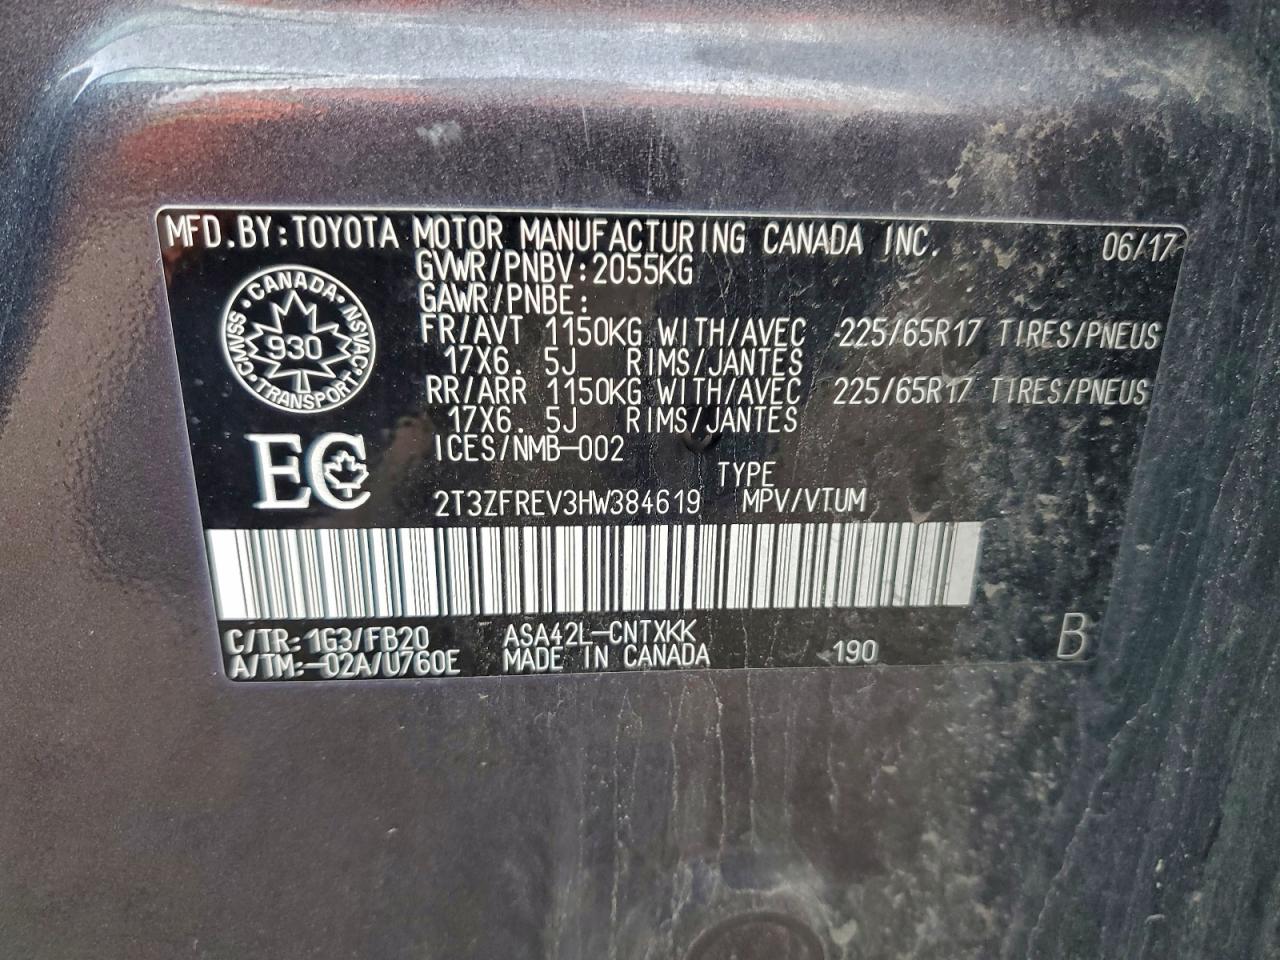 MFD.BY:TOYOTA MOTOR MANUFACTURING CANADA INC. 06/17
GVWR/PNBV:2055KG
GAWR/PNBE:
FR/AVT 1150KG WITH/AVEC 225/65R17 TIRES/PNEUS
17X6.5J RIMS/JANTES
RR/ARR 1150KG WITH/AVEC 225/65R17 TIRES/PNEUS
17X6.5J RIMS/JANTES
ICES/NMB-002
CANADA
CMVSS 930 NSVAC
TRANSPORT
EC
TYPE
2T3ZFREV3HW384619 MPV/VTUM
C/TR: 1G3/FB20 ASA42L-CNTXKK
A/TM:-02A/U760E MADE IN CANADA 190 B